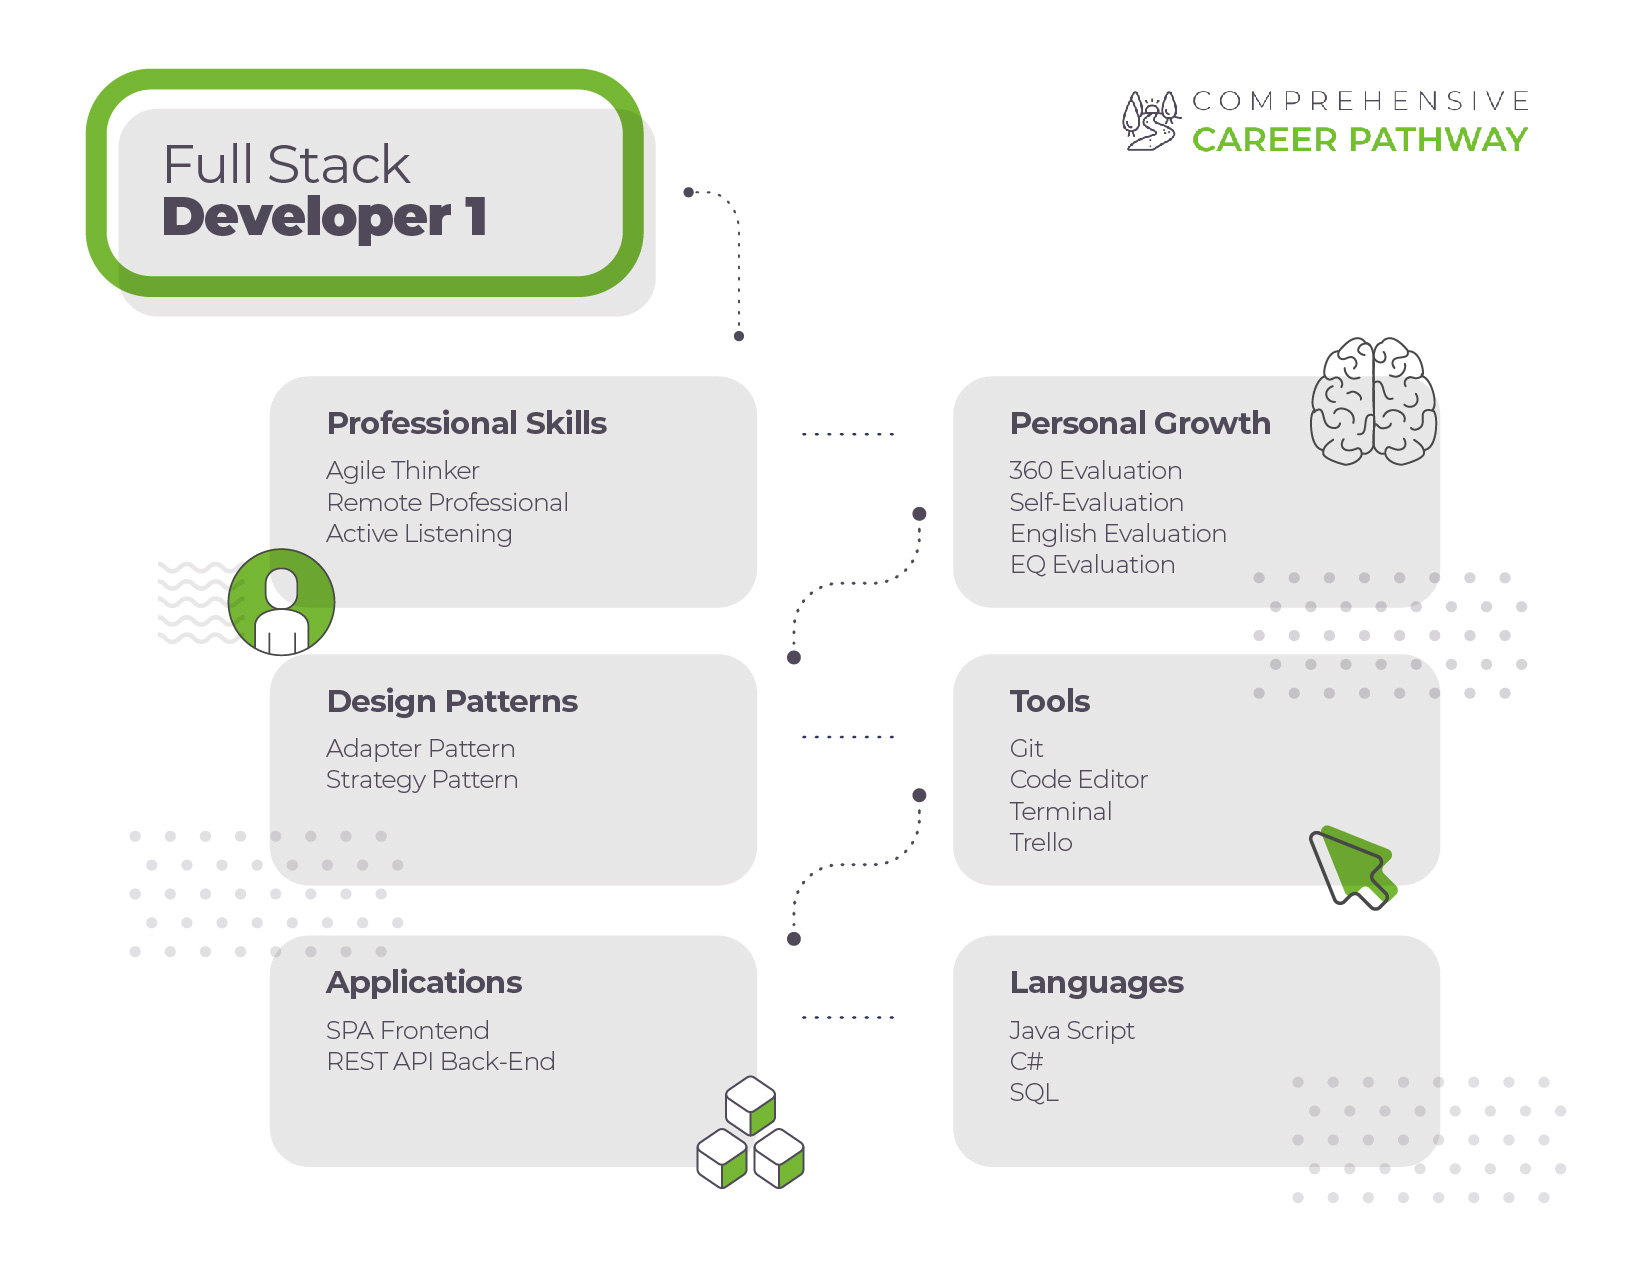 Full Stack
Developer 1
COMPREHENSIVE
CAREER PATHWAY
Professional Skills
Agile Thinker
Remote Professional
Active Listening
Personal Growth
360 Evaluation
Self-Evaluation
English Evaluation
EQ Evaluation
Design Patterns
Adapter Pattern
Strategy Pattern
Tools
Git
Code Editor
Terminal
Trello
Applications
SPA Frontend
REST API Back-End
Languages
Java Script
C#
SQL